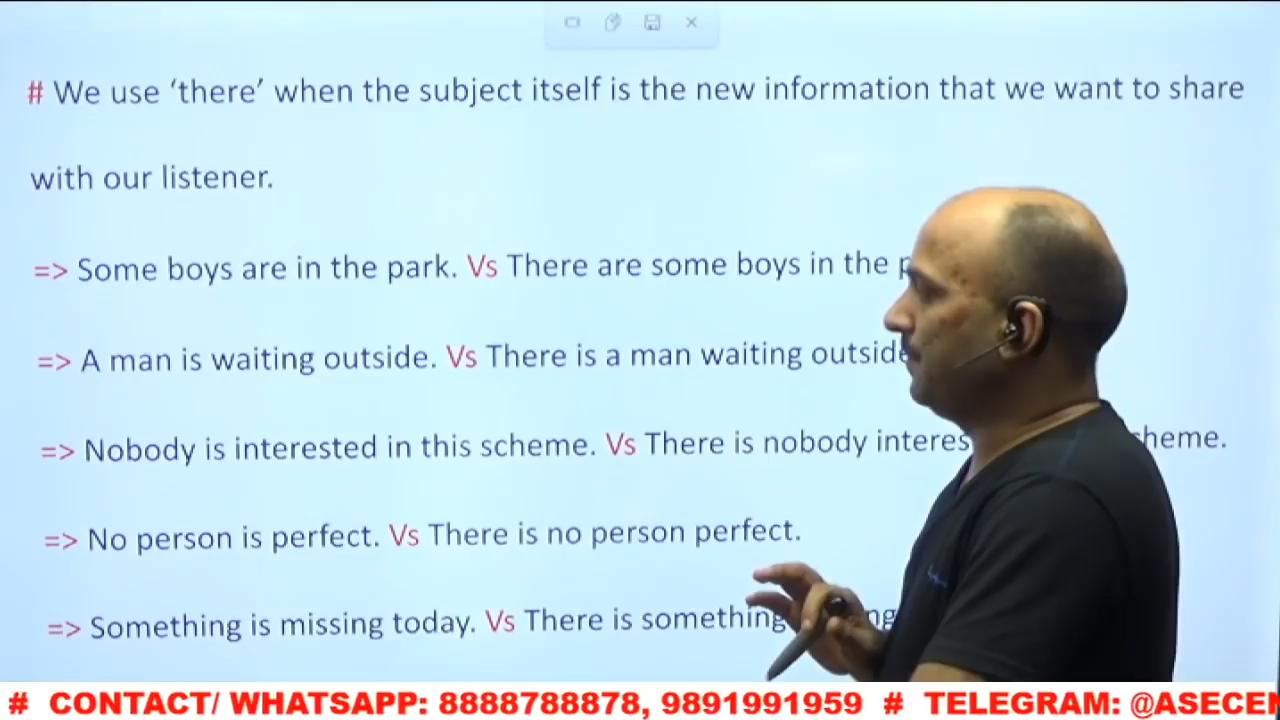 # We use ‘there’ when the subject itself is the new information that we want to share
with our listener.
=> Some boys are in the park. Vs There are some boys in the
=> A man is waiting outside. Vs There is a man waiting outside
=> Nobody is interested in this scheme. Vs There is nobody scheme.
=> No person is perfect. Vs There is no person perfect.
=> Something is missing today. Vs There is something
# CONTACT/ WHATSAPP: 8888788878, 9891991959 # TELEGRAM: